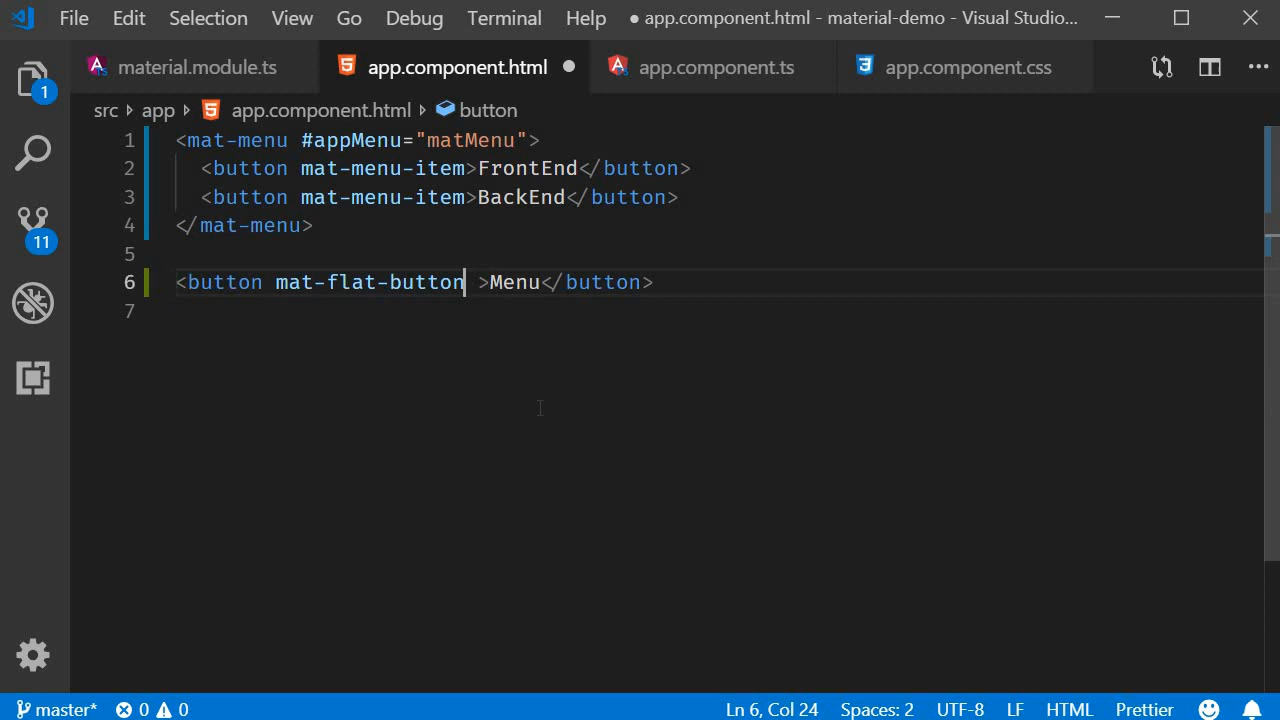 File Edit Selection View Go Debug Terminal Help ● app.component.html - material-demo - Visual Studio...
material.module.ts app.component.html ● app.component.ts app.component.css
src > app > app.component.html > button
1 <mat-menu #appMenu="matMenu">
2 <button mat-menu-item>FrontEnd</button>
3 <button mat-menu-item>BackEnd</button>
4 </mat-menu>
5
6 <button mat-flat-button >Menu</button>
7
1
11
master* 0 0 Ln 6, Col 24 Spaces: 2 UTF-8 LF HTML Prettier